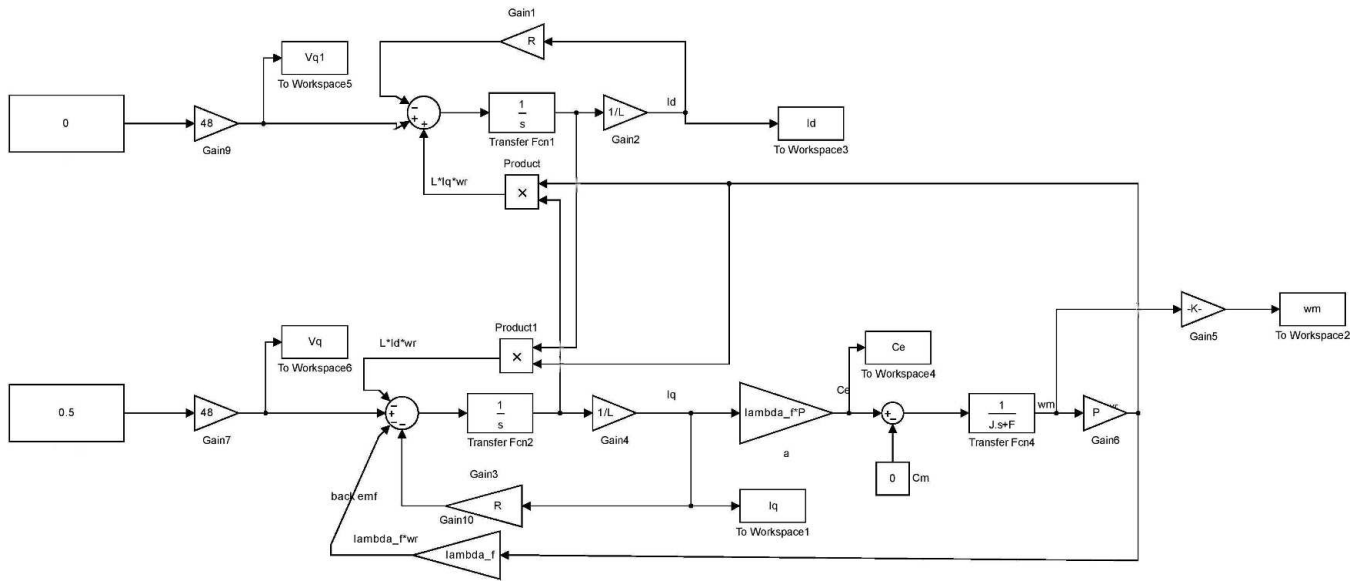 Gain1
R
Vq1
To Workspace5
0
48
Gain9
−
+
+
1
s
Transfer Fcn1
1/L
Gain2
Id
Id
To Workspace3
Product
×
L*Iq*wr
-K-
Gain5
wm
To Workspace2
Vq
To Workspace6
Product1
×
L*Id*wr
Ce
To Workspace4
0.5
48
Gain7
−
+
−
−
1
s
Transfer Fcn2
1/L
Gain4
Iq
lambda_f*P
a
Ce
+
−
1
J.s+F
Transfer Fcn4
wm
P
wr
Gain6
0
Cm
Gain3
R
back emf
Gain10
Iq
To Workspace1
lambda_f*wr
lambda_f